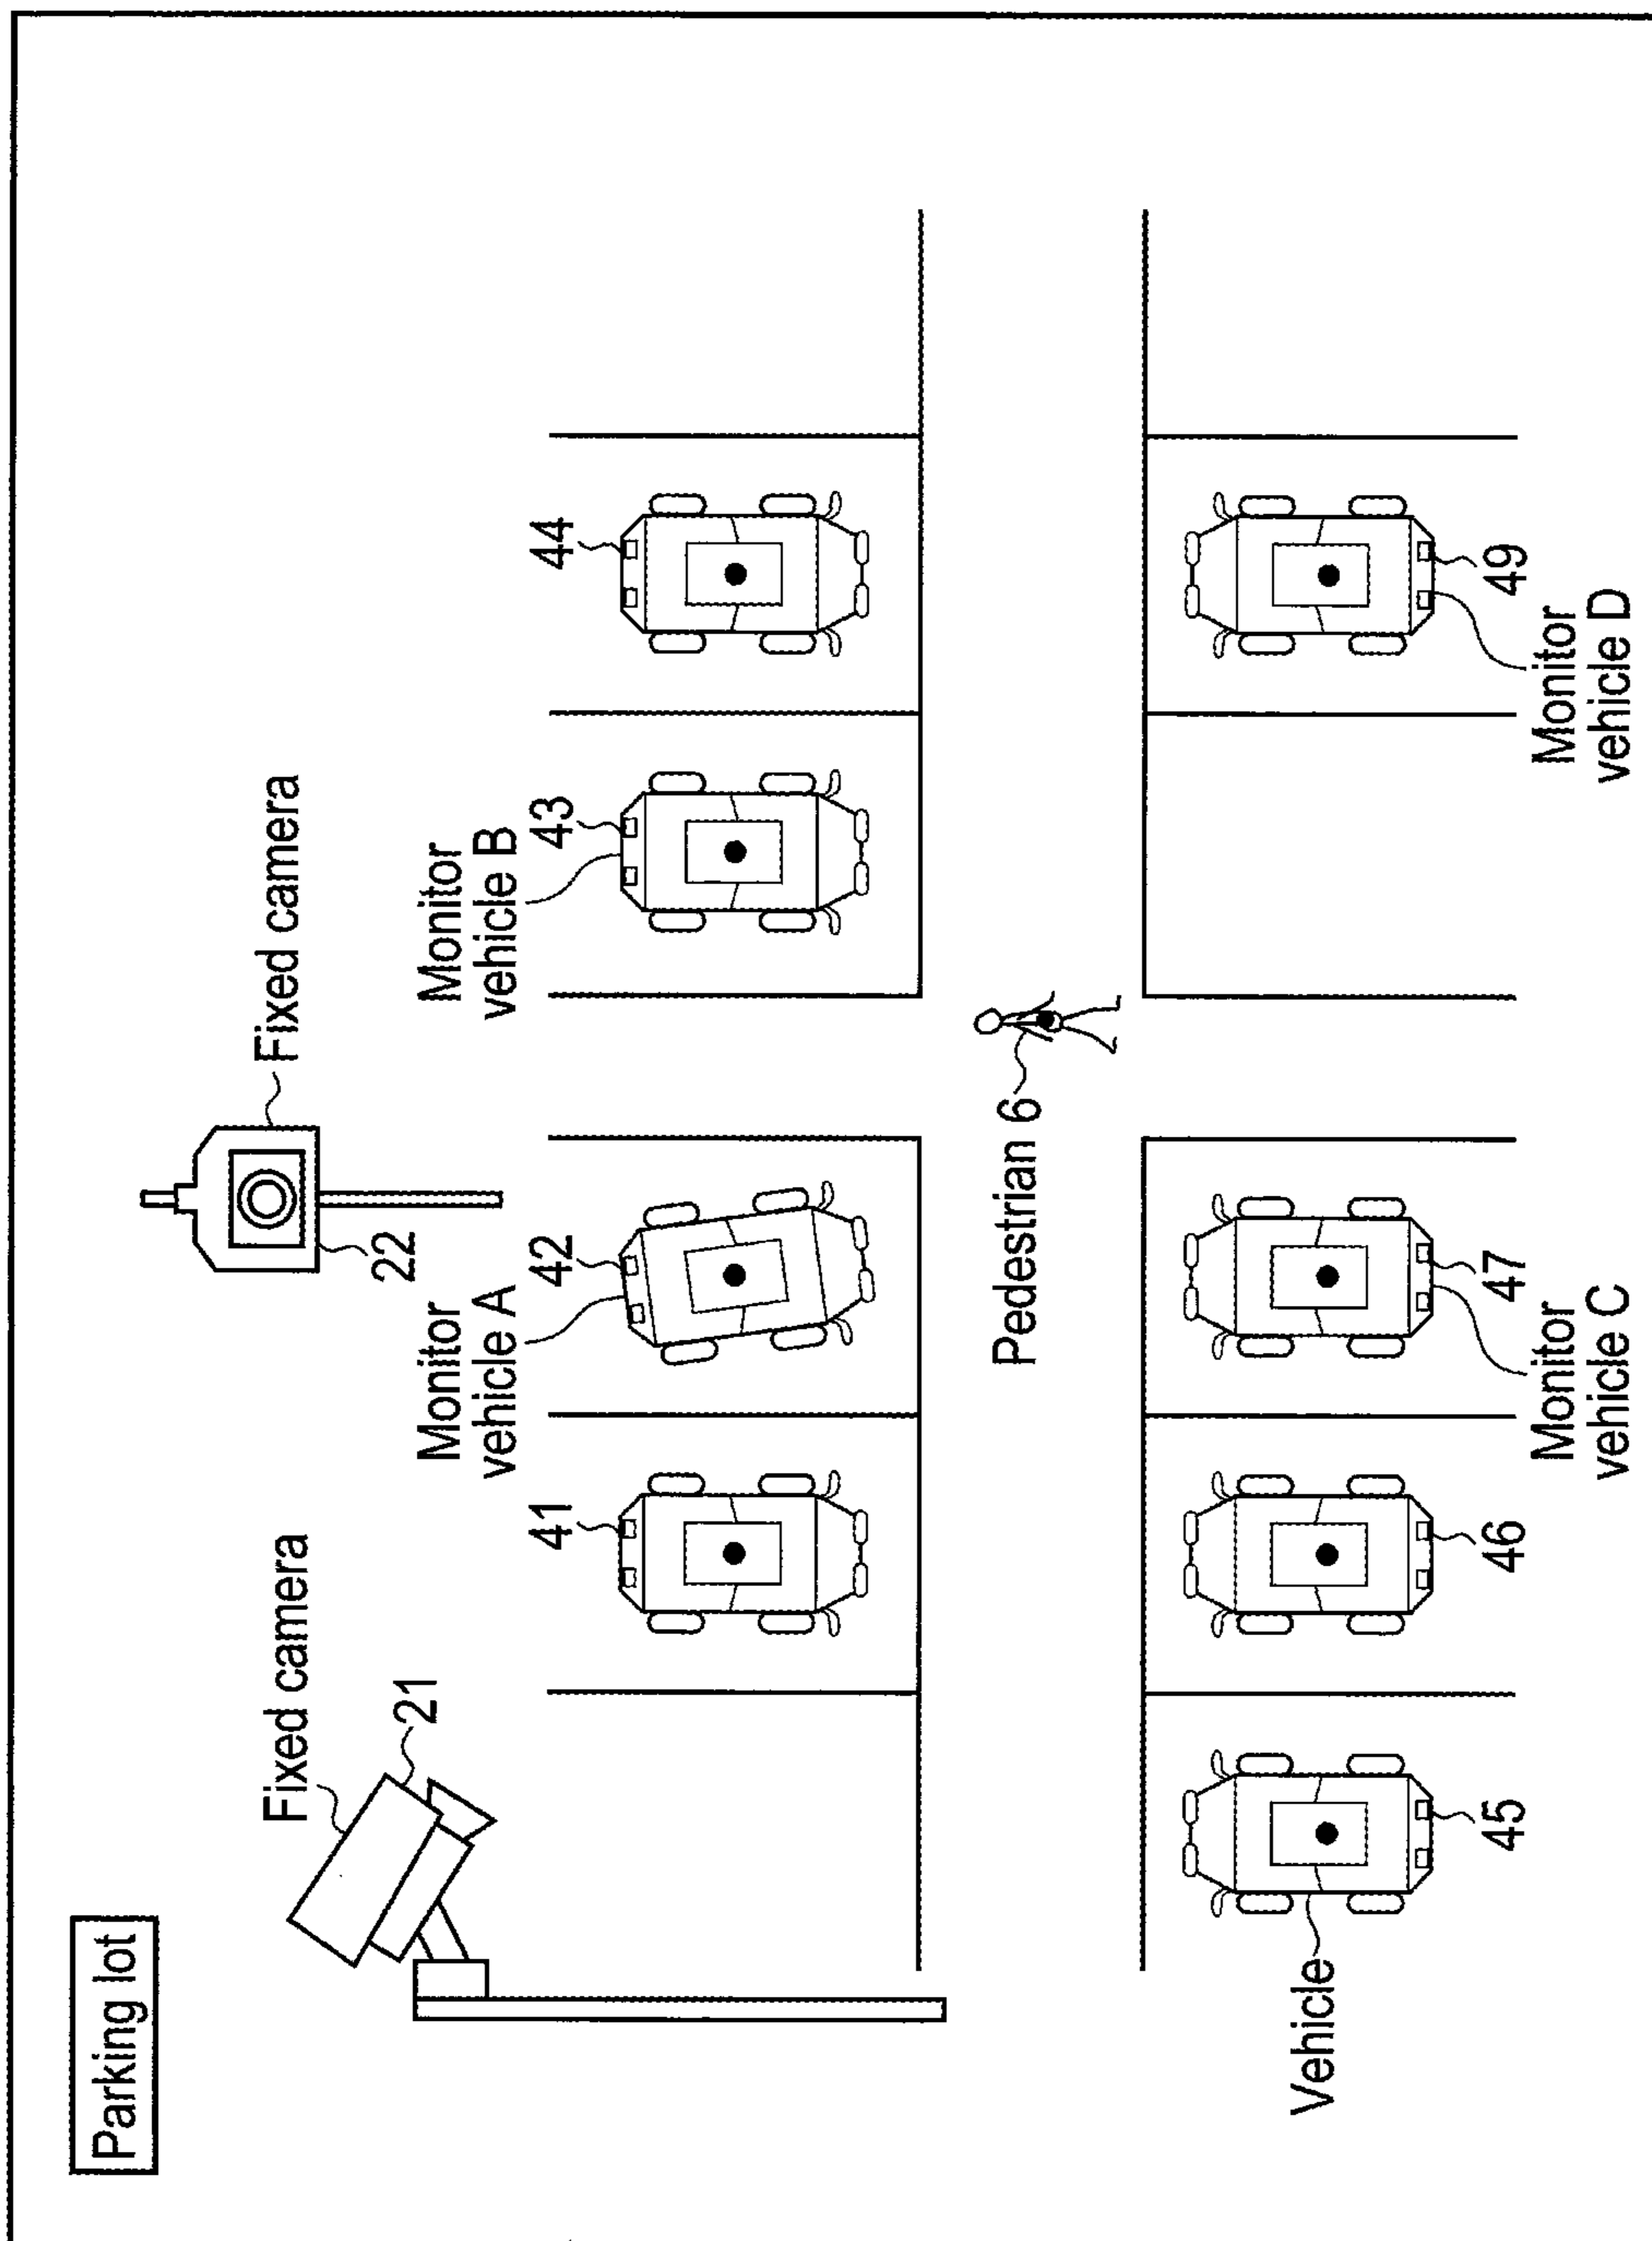 Parking lot
Fixed camera
21
Fixed camera
22
41
Monitor
vehicle A
42
Monitor
vehicle B
43
44
Pedestrian 6
Vehicle
45
46
47
Monitor
vehicle C
49
Monitor
vehicle D